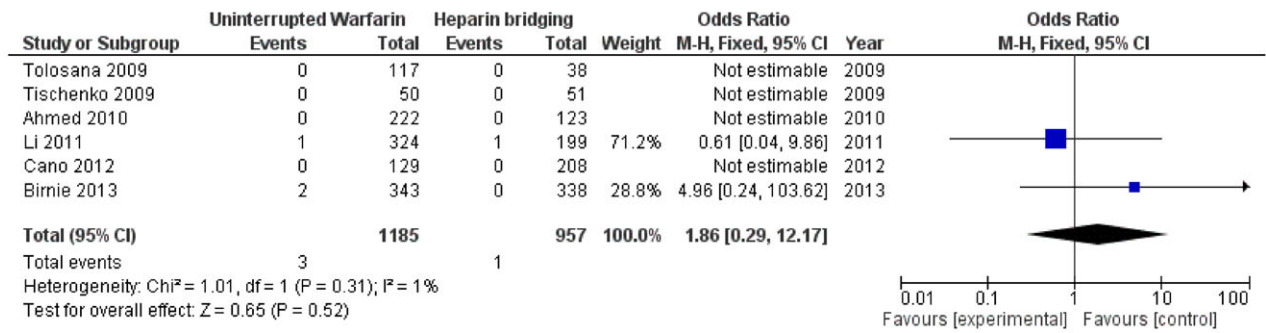 Uninterrupted Warfarin Heparin bridging Odds Ratio Odds Ratio
Study or Subgroup Events Total Events Total Weight M-H, Fixed, 95% CI Year M-H, Fixed, 95% CI
Tolosana 2009 0 117 0 38 Not estimable 2009
Tischenko 2009 0 50 0 51 Not estimable 2009
Ahmed 2010 0 222 0 123 Not estimable 2010
Li 2011 1 324 1 199 71.2% 0.61 [0.04, 9.86] 2011
Cano 2012 0 129 0 208 Not estimable 2012
Birnie 2013 2 343 0 338 28.8% 4.96 [0.24, 103.62] 2013
Total (95% CI) 1185 957 100.0% 1.86 [0.29, 12.17]
Total events 3 1
Heterogeneity: Chi² = 1.01, df = 1 (P = 0.31); I² = 1%
Test for overall effect: Z = 0.65 (P = 0.52)
0.01 0.1 1 10 100
Favours [experimental] Favours [control]